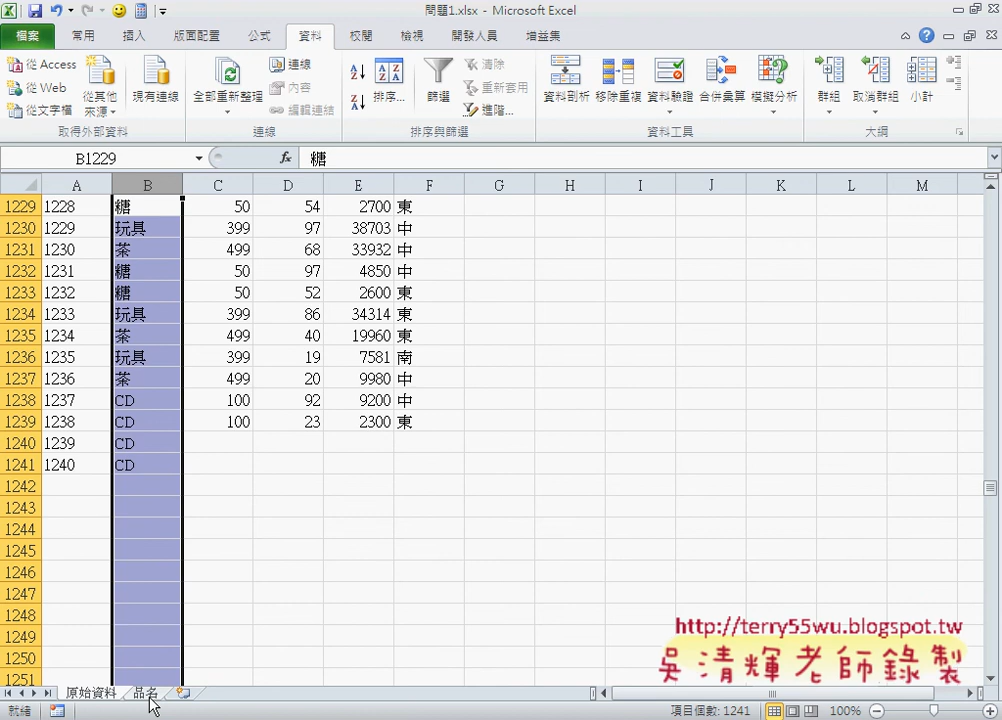 問題1.xlsx - Microsoft Excel
檔案 常用 插入 版面配置 公式 資料 校閱 檢視 開發人員 增益集
從 Access
從 Web
從文字檔
從其他來源
現有連線
取得外部資料
全部重新整理
連線
內容
編輯連結
連線
排序...
篩選
清除
重新套用
進階...
排序與篩選
資料剖析
移除重複
資料驗證
合併彙算
模擬分析
資料工具
群組
取消群組
小計
大綱
B1229 fx 糖
A B C D E F G H I J K L M
1229 1228 糖 50 54 2700 東
1230 1229 玩具 399 97 38703 中
1231 1230 茶 499 68 33932 中
1232 1231 糖 50 97 4850 中
1233 1232 糖 50 52 2600 東
1234 1233 玩具 399 86 34314 東
1235 1234 茶 499 40 19960 東
1236 1235 玩具 399 19 7581 南
1237 1236 茶 499 20 9980 中
1238 1237 CD 100 92 9200 中
1239 1238 CD 100 23 2300 東
1240 1239 CD
1241 1240 CD
1242
1243
1244
1245
1246
1247
1248
1249
1250
1251
http://terry55wu.blogspot.tw
吳清輝老師錄製
原始資料 品名
就緒 項目個數: 1241 100%